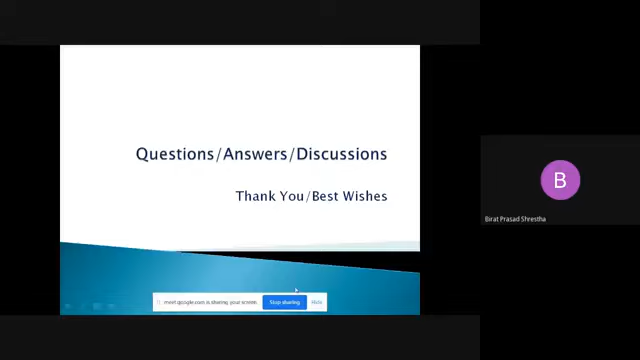 Questions/Answers/Discussions
Thank You/Best Wishes
B
Birat Prasad Shrestha
meet.google.com is sharing your screen.
Stop sharing
Hide